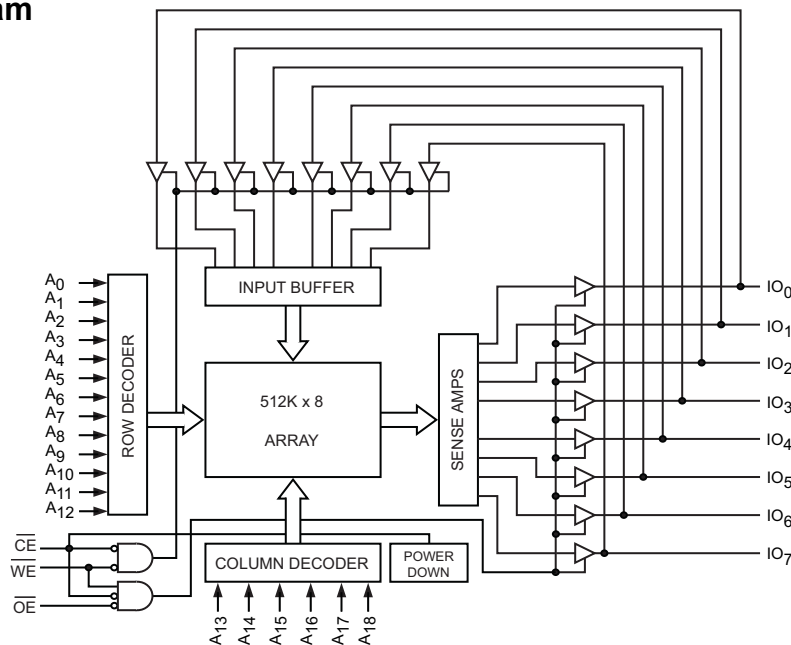 am
INPUT BUFFER
A0
A1
A2
A3
A4
A5
A6
A7
A8
A9
A10
A11
A12
ROW DECODER
512K x 8
ARRAY
SENSE AMPS
IO0
IO1
IO2
IO3
IO4
IO5
IO6
IO7
CE
WE
OE
COLUMN DECODER
POWER
DOWN
A13
A14
A15
A16
A17
A18